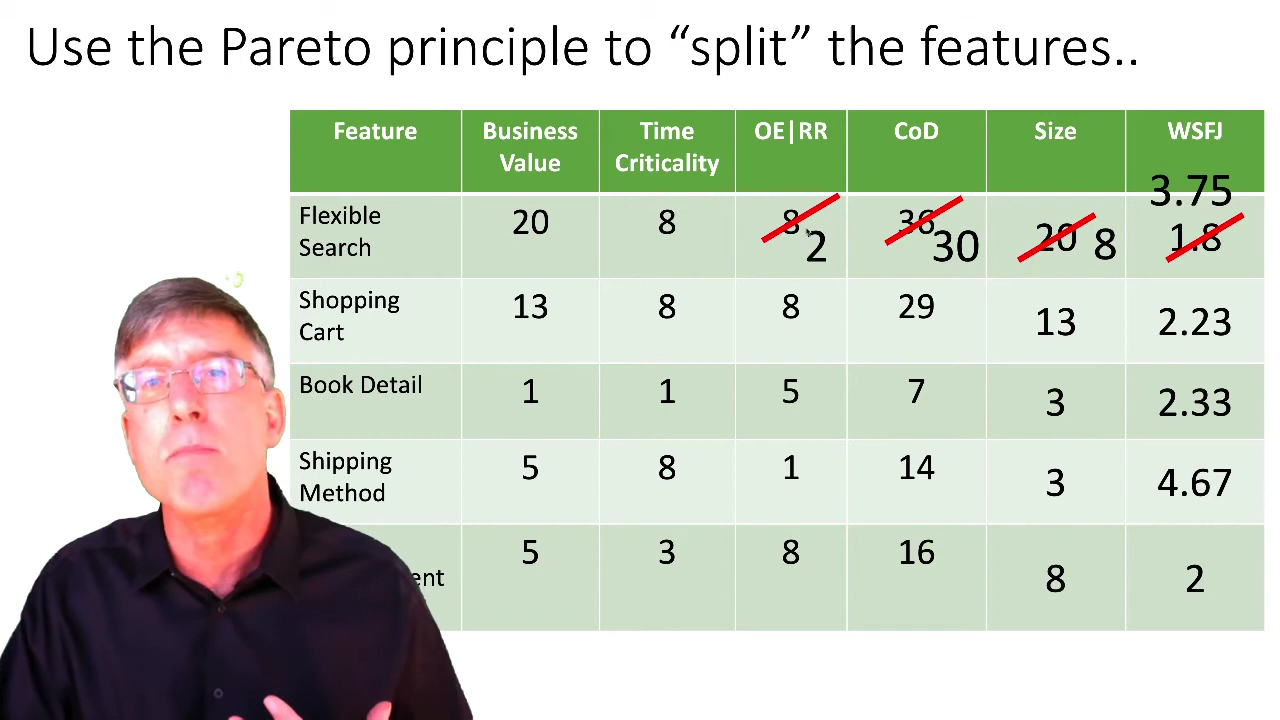 Use the Pareto principle to “split” the features..
Feature Business Value Time Criticality OE|RR CoD Size WSFJ
3.75
Flexible Search 20 8 8 2 36 30 20 8 1.8
Shopping Cart 13 8 8 29 13 2.23
Book Detail 1 1 5 7 3 2.33
Shipping Method 5 8 1 14 3 4.67
5 3 8 16 8 2